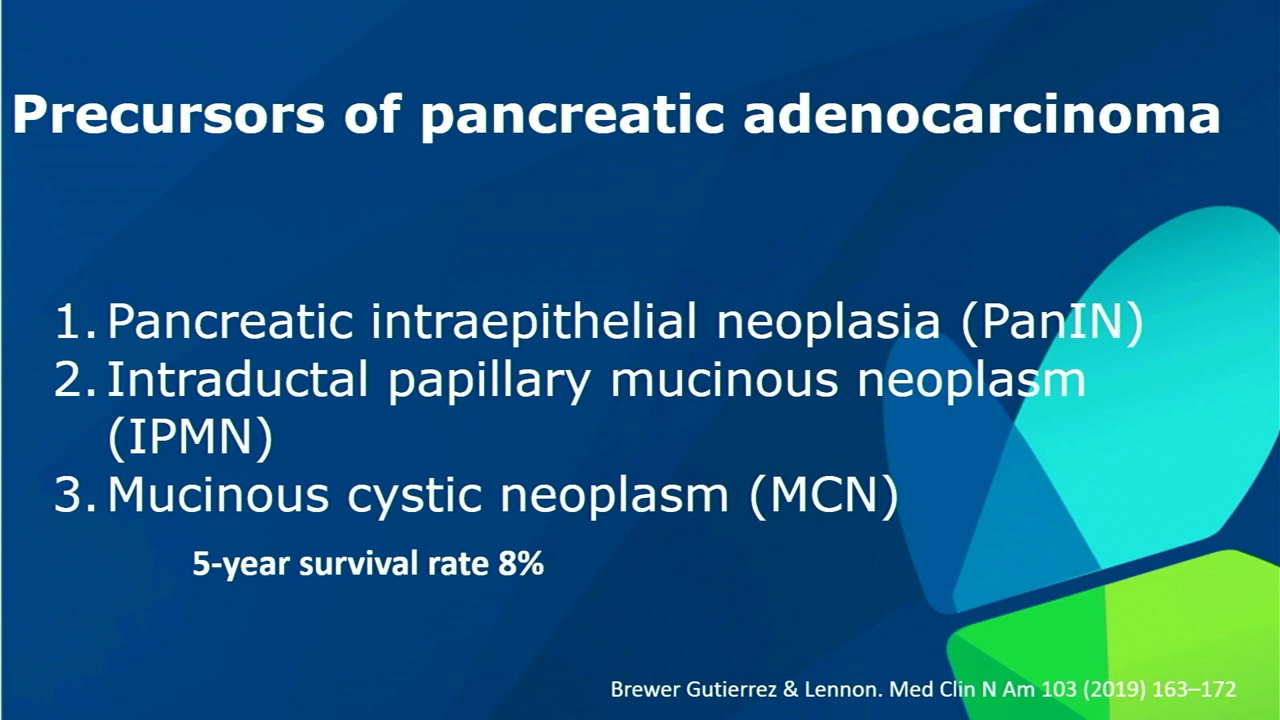 Precursors of pancreatic adenocarcinoma
1. Pancreatic intraepithelial neoplasia (PanIN)
2. Intraductal papillary mucinous neoplasm
(IPMN)
3. Mucinous cystic neoplasm (MCN)
5-year survival rate 8%
Brewer Gutierrez & Lennon. Med Clin N Am 103 (2019) 163–172